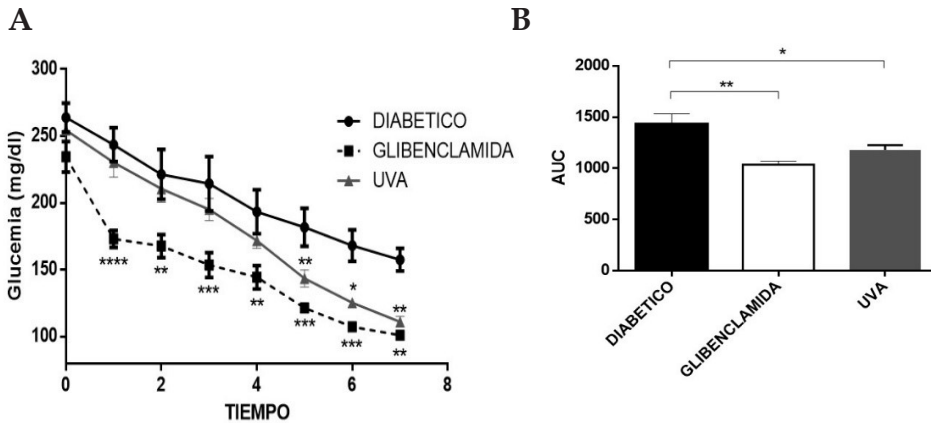 A
B
300
250
200
150
100
Glucemia (mg/dl)
DIABETICO
GLIBENCLAMIDA
UVA
****
**
***
**
**
***
*
***
**
**
0
2
4
6
8
TIEMPO
2000
1500
1000
500
0
AUC
*
**
DIABETICO
GLIBENCLAMIDA
UVA